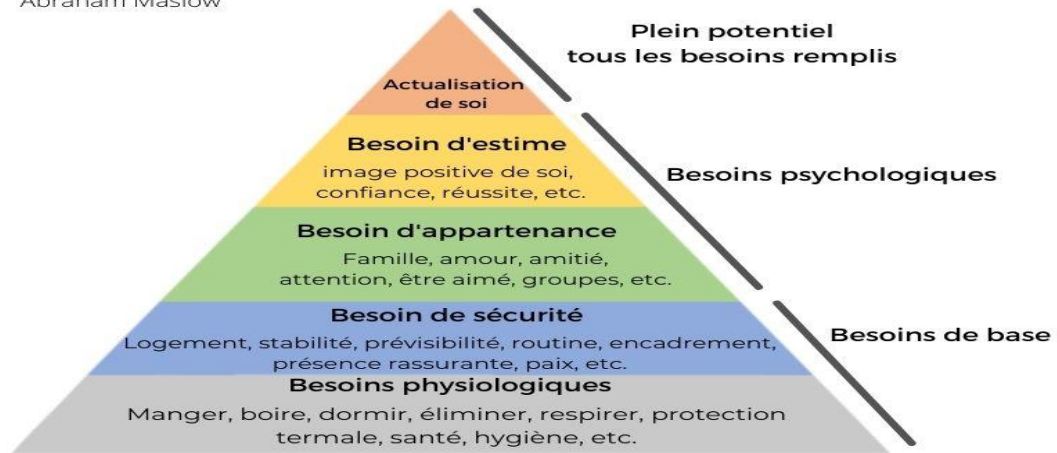 Abraham Maslow
Plein potentiel
tous les besoins remplis
Actualisation
de soi
Besoin d'estime
image positive de soi,
confiance, réussite, etc.
Besoins psychologiques
Besoin d'appartenance
Famille, amour, amitié,
attention, être aimé, groupes, etc.
Besoin de sécurité
Logement, stabilité, prévisibilité, routine, encadrement,
présence rassurante, paix, etc.
Besoins de base
Besoins physiologiques
Manger, boire, dormir, éliminer, respirer, protection
termale, santé, hygiène, etc.